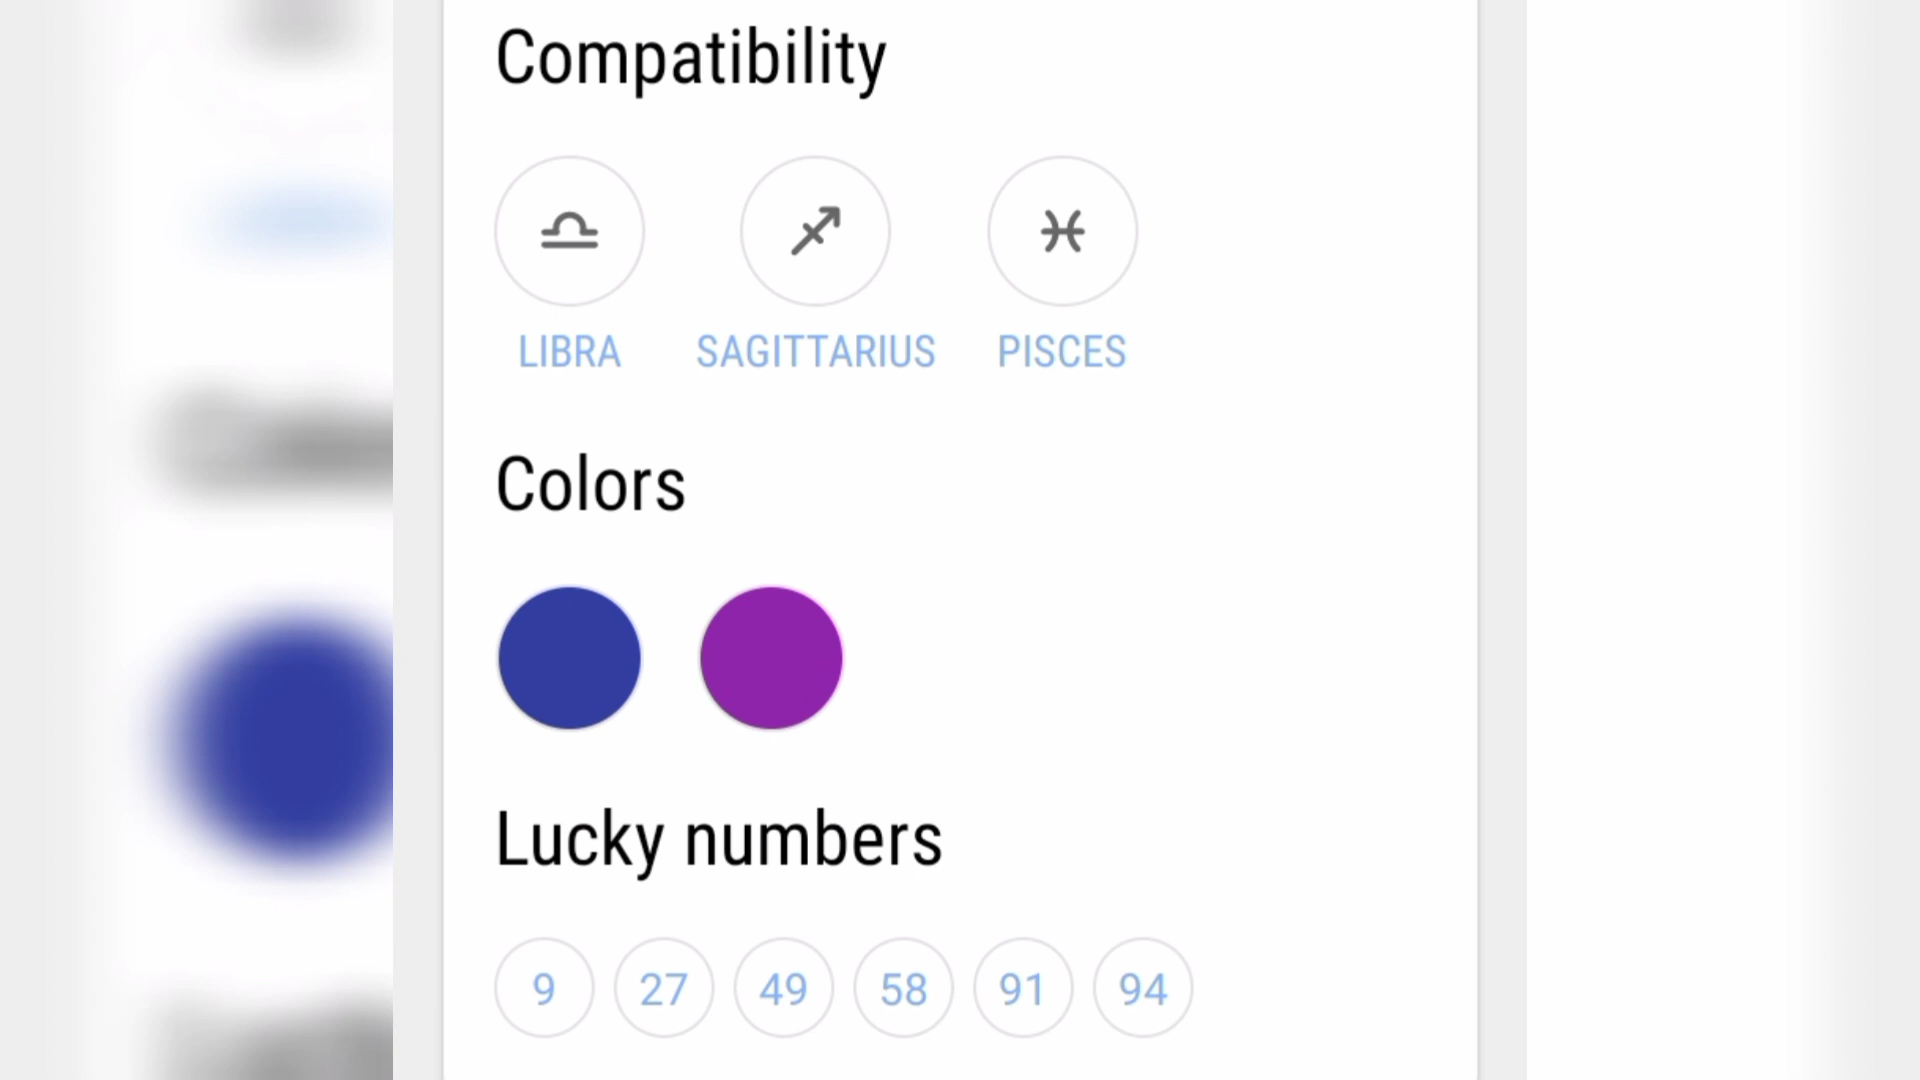 Compatibility
LIBRA SAGITTARIUS PISCES
Colors
Lucky numbers
9 27 49 58 91 94